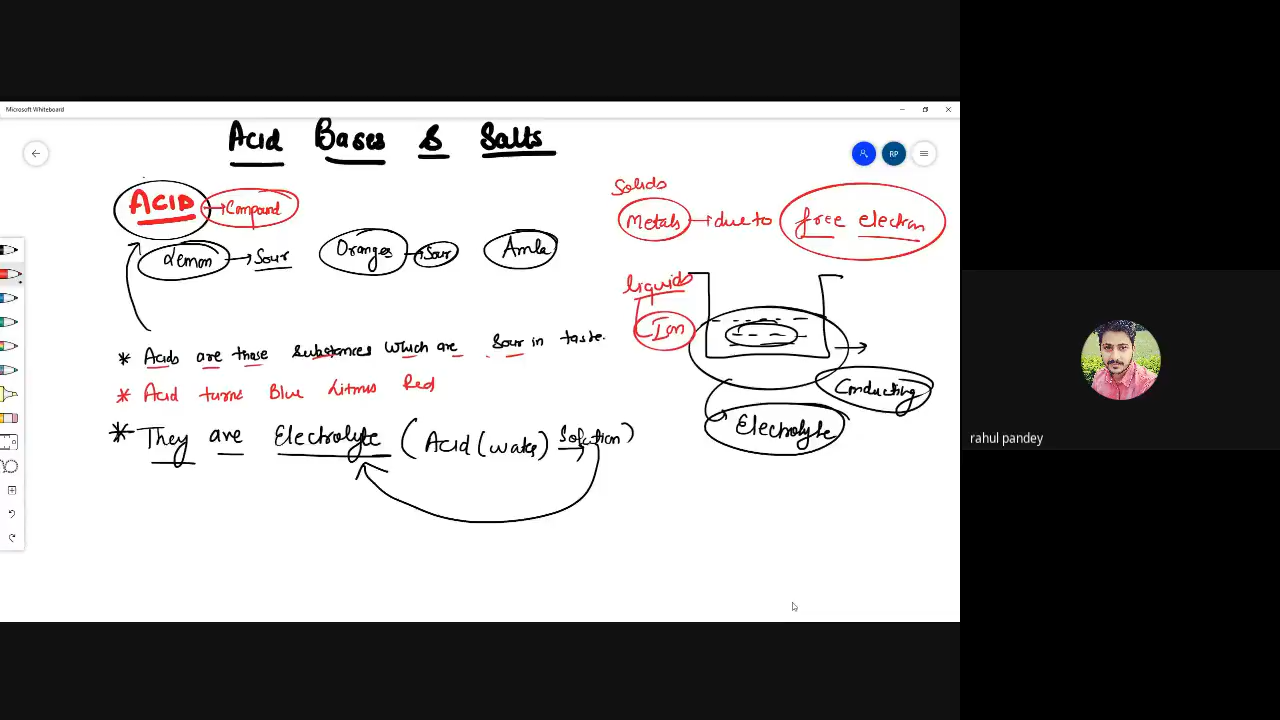 Microsoft Whiteboard
Acid Bases & Salts
RP
ACID → Compound
Lemon → Sour Oranges → Sour Amla
* Acids are those substances which are Sour in taste.
* Acid turns Blue Litmus Red
* They are Electrolyte (Acid (water) → Solution)
Solids
Metals → due to free electron
liquids
Ion
Conducting
Electrolyte
rahul pandey